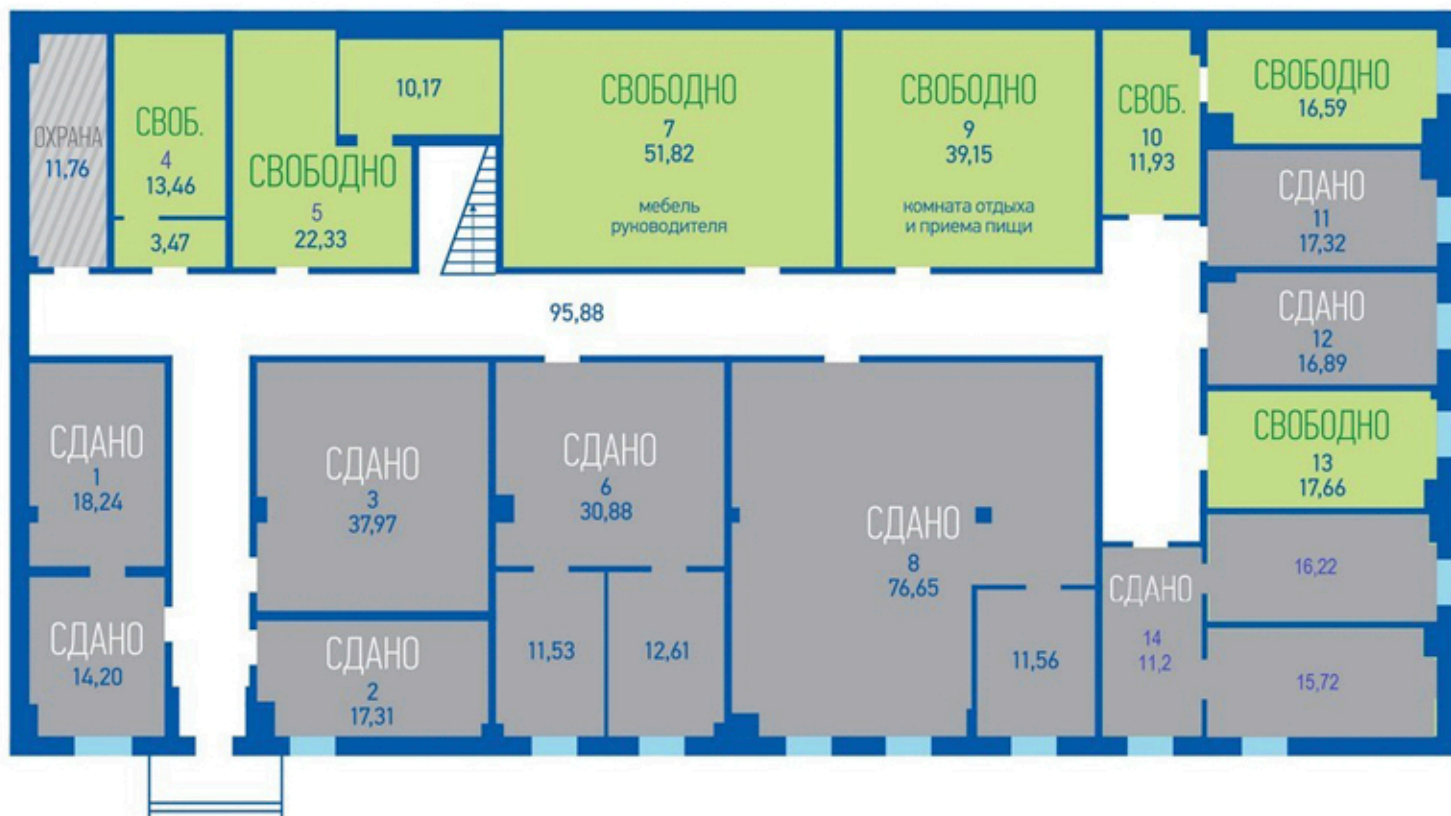 ОХРАНА
11,76
СВОБ.
4
13,46
3,47
СВОБОДНО
5
22,33
10,17
СВОБОДНО
7
51,82
мебель
руководителя
СВОБОДНО
9
39,15
комната отдыха
и приема пищи
СВОБ.
10
11,93
СВОБОДНО
16,59
СДАНО
11
17,32
СДАНО
12
16,89
СВОБОДНО
13
17,66
95,88
СДАНО
1
18,24
СДАНО
14,20
СДАНО
3
37,97
СДАНО
2
17,31
СДАНО
6
30,88
11,53
12,61
СДАНО
8
76,65
11,56
СДАНО
14
11,2
16,22
15,72